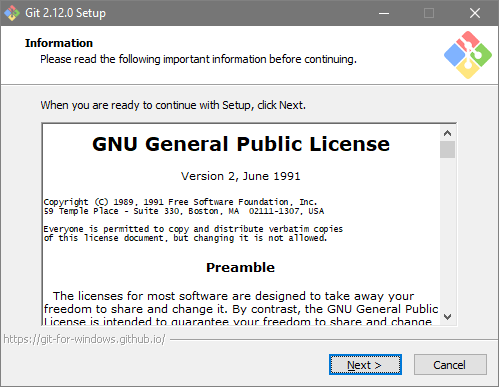 Git 2.12.0 Setup
Information
Please read the following important information before continuing.
When you are ready to continue with Setup, click Next.
GNU General Public License
Version 2, June 1991
Copyright (C) 1989, 1991 Free Software Foundation, Inc.
59 Temple Place - Suite 330, Boston, MA  02111-1307, USA
Everyone is permitted to copy and distribute verbatim copies
of this license document, but changing it is not allowed.
Preamble
The licenses for most software are designed to take away your
freedom to share and change it. By contrast, the GNU General Public
License is intended to guarantee your freedom to share and change
https://git-for-windows.github.io/
Next >
Cancel